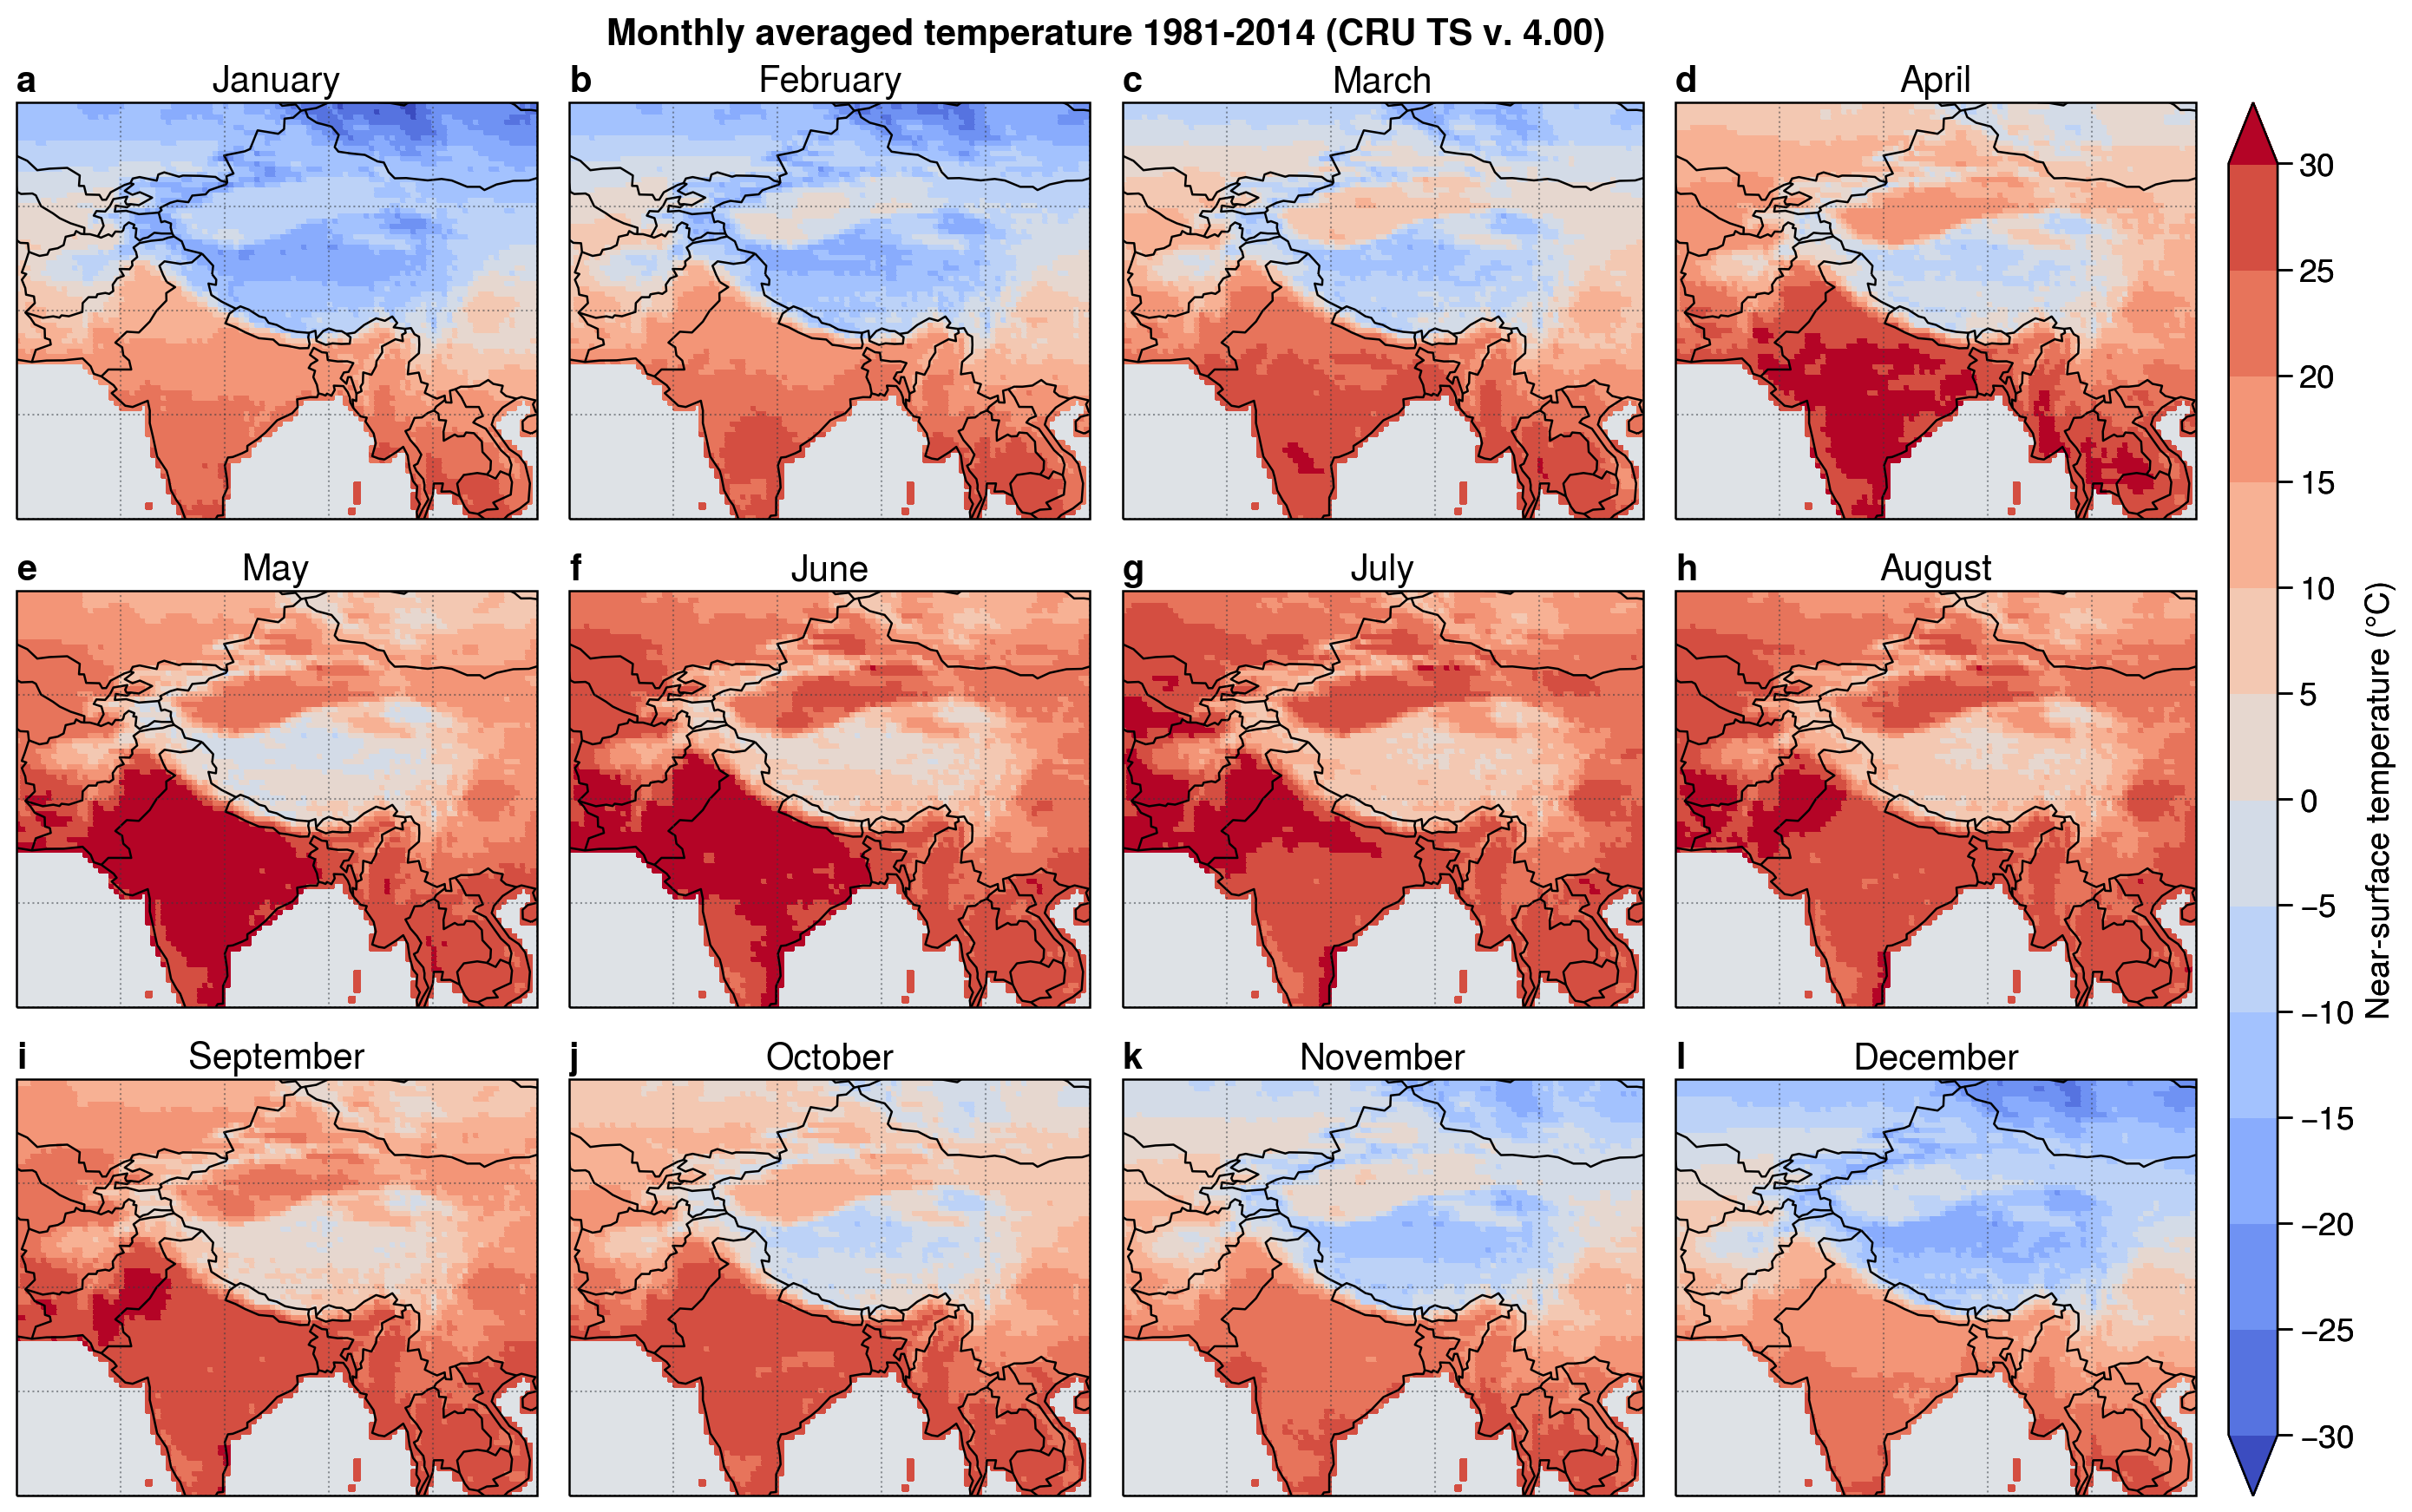 Monthly averaged temperature 1981-2014 (CRU TS v. 4.00)
a January
b February
c March
d April
e May
f June
g July
h August
i September
j October
k November
l December
30
25
20
15
10
5
0
−5
−10
−15
−20
−25
−30
Near-surface temperature (°C)